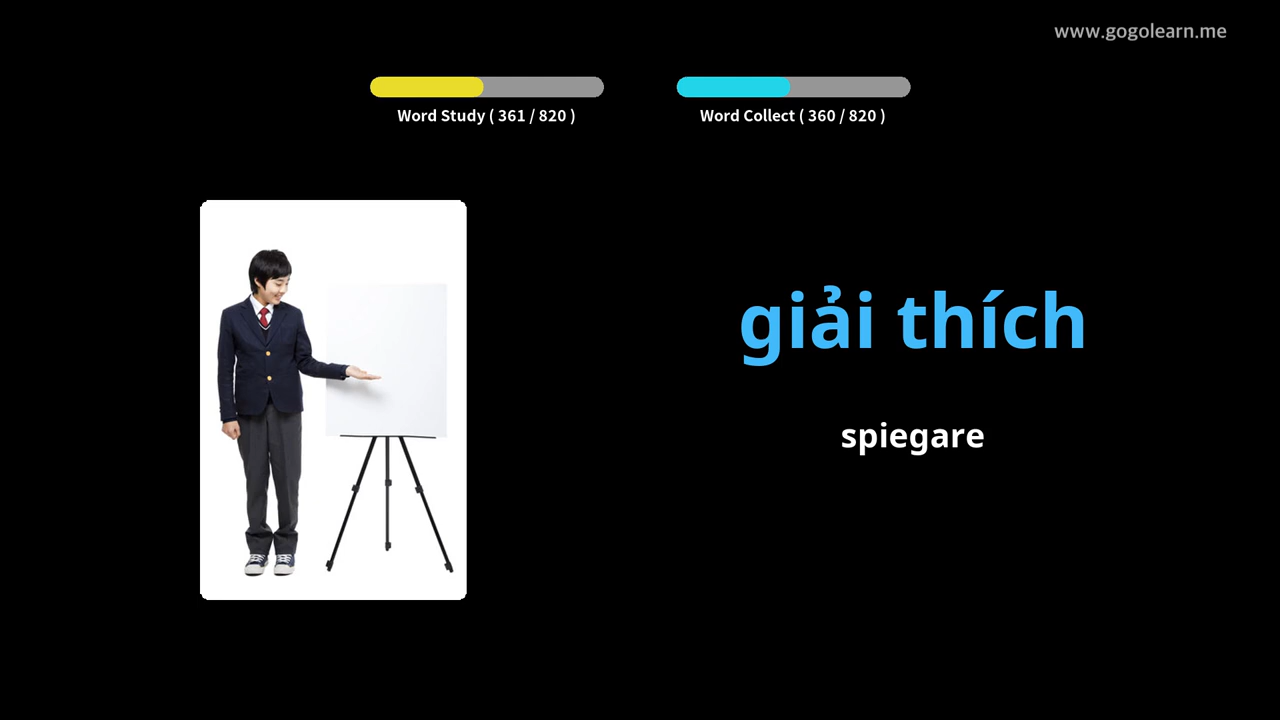 www.gogolearn.me
Word Study ( 361 / 820 )
Word Collect ( 360 / 820 )
giải thích
spiegare